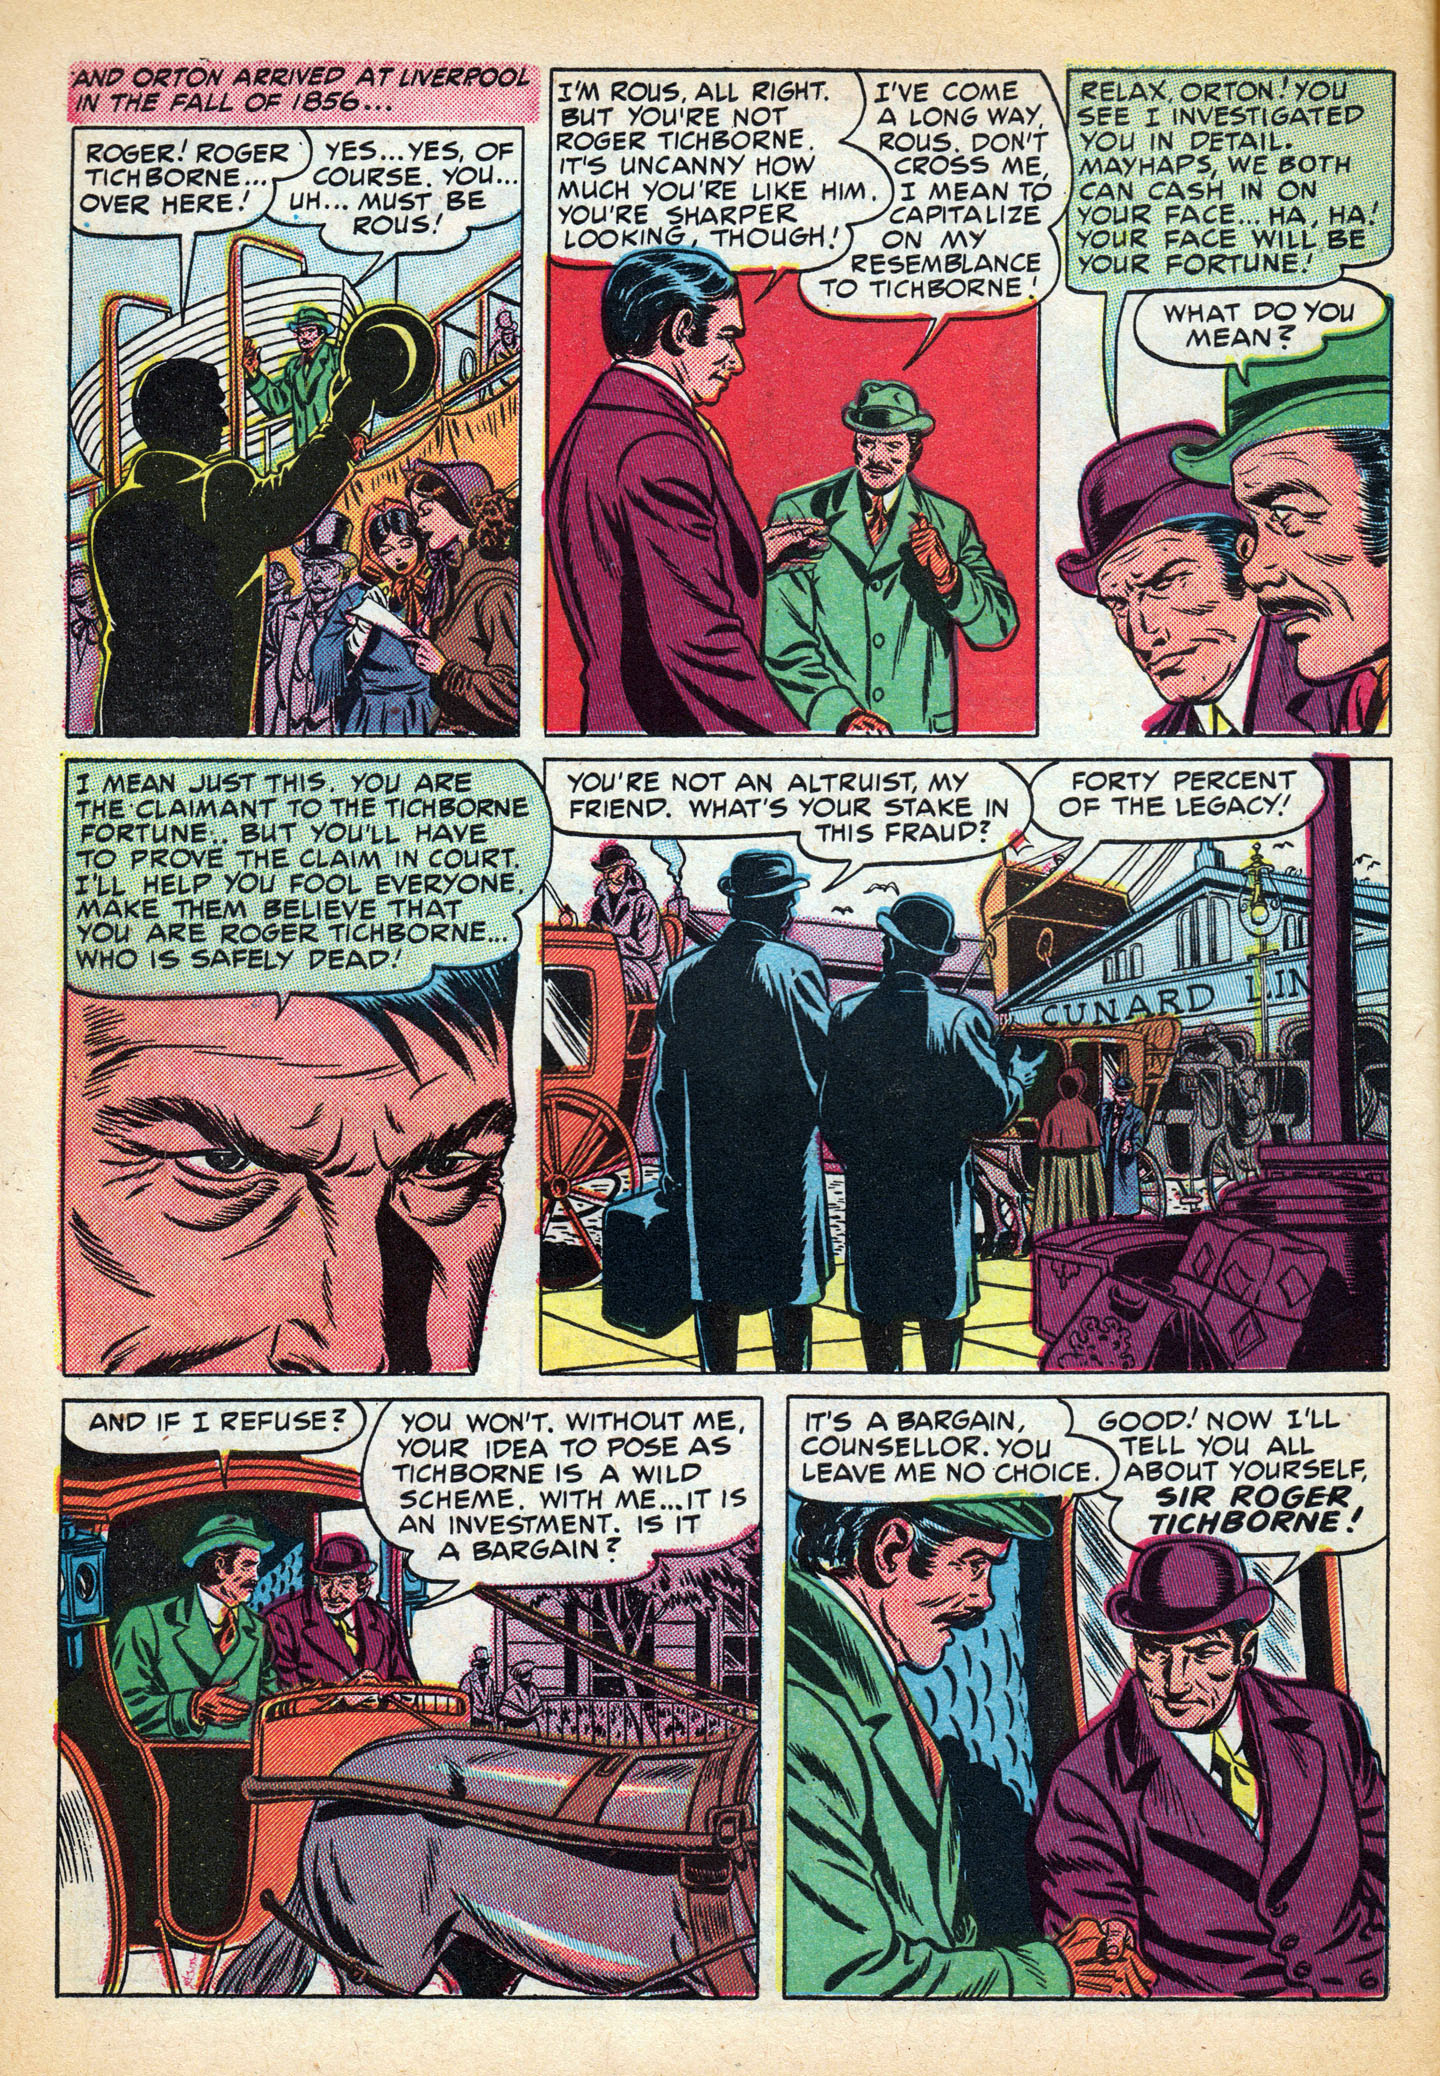 AND ORTON ARRIVED AT LIVERPOOL
IN THE FALL OF 1856...
ROGER! ROGER
TICHBORNE...
OVER HERE!
YES...YES, OF
COURSE. YOU...
UH... MUST BE
ROUS!
I'M ROUS, ALL RIGHT.
BUT YOU'RE NOT
ROGER TICHBORNE.
IT'S UNCANNY HOW
MUCH YOU'RE LIKE HIM.
YOU'RE SHARPER
LOOKING, THOUGH!
I'VE COME
A LONG WAY,
ROUS. DON'T
CROSS ME,
I MEAN TO
CAPITALIZE
ON MY
RESEMBLANCE
TO TICHBORNE!
RELAX, ORTON! YOU
SEE I INVESTIGATED
YOU IN DETAIL.
MAYHAPS, WE BOTH
CAN CASH IN ON
YOUR FACE... HA, HA!
YOUR FACE WILL BE
YOUR FORTUNE!
WHAT DO YOU
MEAN?
I MEAN JUST THIS. YOU ARE
THE CLAIMANT TO THE TICHBORNE
FORTUNE... BUT YOU'LL HAVE
TO PROVE THE CLAIM IN COURT.
I'LL HELP YOU FOOL EVERYONE,
MAKE THEM BELIEVE THAT
YOU ARE ROGER TICHBORNE...
WHO IS SAFELY DEAD!
YOU'RE NOT AN ALTRUIST, MY
FRIEND. WHAT'S YOUR STAKE IN
THIS FRAUD?
FORTY PERCENT
OF THE LEGACY!
CUNARD LIN
AND IF I REFUSE?
YOU WON'T. WITHOUT ME,
YOUR IDEA TO POSE AS
TICHBORNE IS A WILD
SCHEME. WITH ME...IT IS
AN INVESTMENT. IS IT
A BARGAIN?
IT'S A BARGAIN,
COUNSELLOR. YOU
LEAVE ME NO CHOICE.
GOOD! NOW I'LL
TELL YOU ALL
ABOUT YOURSELF,
SIR ROGER
TICHBORNE!
6